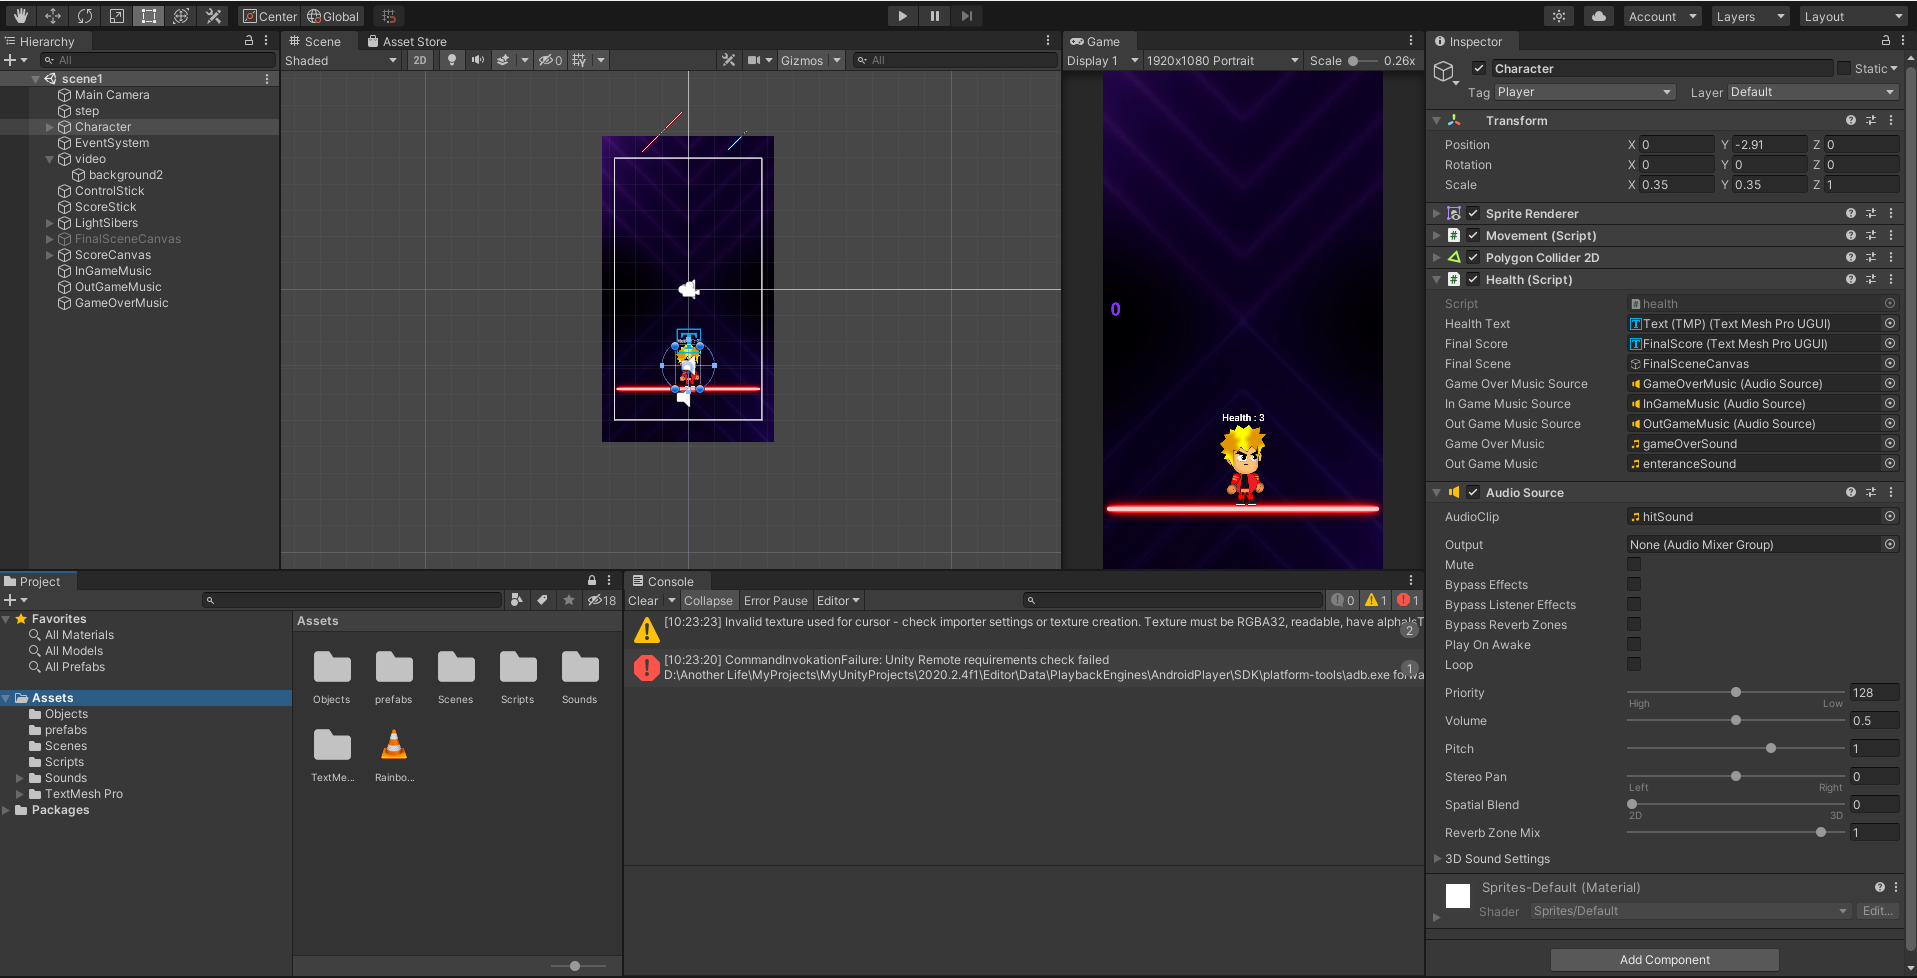 Center
Global
Account
Layers
Layout
Hierarchy
All
scene1
Main Camera
step
Character
EventSystem
video
background2
ControlStick
ScoreStick
LightSibers
FinalSceneCanvas
ScoreCanvas
InGameMusic
OutGameMusic
GameOverMusic
Scene
Asset Store
Shaded
2D
0
Gizmos
All
Game
Display 1
1920x1080 Portrait
Scale
0.26x
0
Health : 3
Inspector
Character
Static
Tag
Player
Layer
Default
Transform
Position
X 0
Y -2.91
Z 0
Rotation
X 0
Y 0
Z 0
Scale
X 0.35
Y 0.35
Z 1
Sprite Renderer
# Movement (Script)
Polygon Collider 2D
# Health (Script)
Script
health
Health Text
Text (TMP) (Text Mesh Pro UGUI)
Final Score
FinalScore (Text Mesh Pro UGUI)
Final Scene
FinalSceneCanvas
Game Over Music Source
GameOverMusic (Audio Source)
In Game Music Source
InGameMusic (Audio Source)
Out Game Music Source
OutGameMusic (Audio Source)
Game Over Music
gameOverSound
Out Game Music
enteranceSound
Audio Source
AudioClip
hitSound
Output
None (Audio Mixer Group)
Mute
Bypass Effects
Bypass Listener Effects
Bypass Reverb Zones
Play On Awake
Loop
Priority
128
High
Low
Volume
0.5
Pitch
1
Stereo Pan
0
Left
Right
Spatial Blend
0
2D
3D
Reverb Zone Mix
1
3D Sound Settings
Sprites-Default (Material)
Shader
Sprites/Default
Edit...
Add Component
Project
18
Favorites
All Materials
All Models
All Prefabs
Assets
Objects
prefabs
Scenes
Scripts
Sounds
TextMesh Pro
Packages
Assets
Objects
prefabs
Scenes
Scripts
Sounds
TextMe...
Rainbo...
Console
Clear
Collapse
Error Pause
Editor
0
1
1
[10:23:23] Invalid texture used for cursor - check importer settings or texture creation. Texture must be RGBA32, readable, have alphaIsT
2
[10:23:20] CommandInvokationFailure: Unity Remote requirements check failed
D:\Another Life\MyProjects\MyUnityProjects\2020.2.4f1\Editor\Data\PlaybackEngines\AndroidPlayer\SDK\platform-tools\adb.exe forwa
1